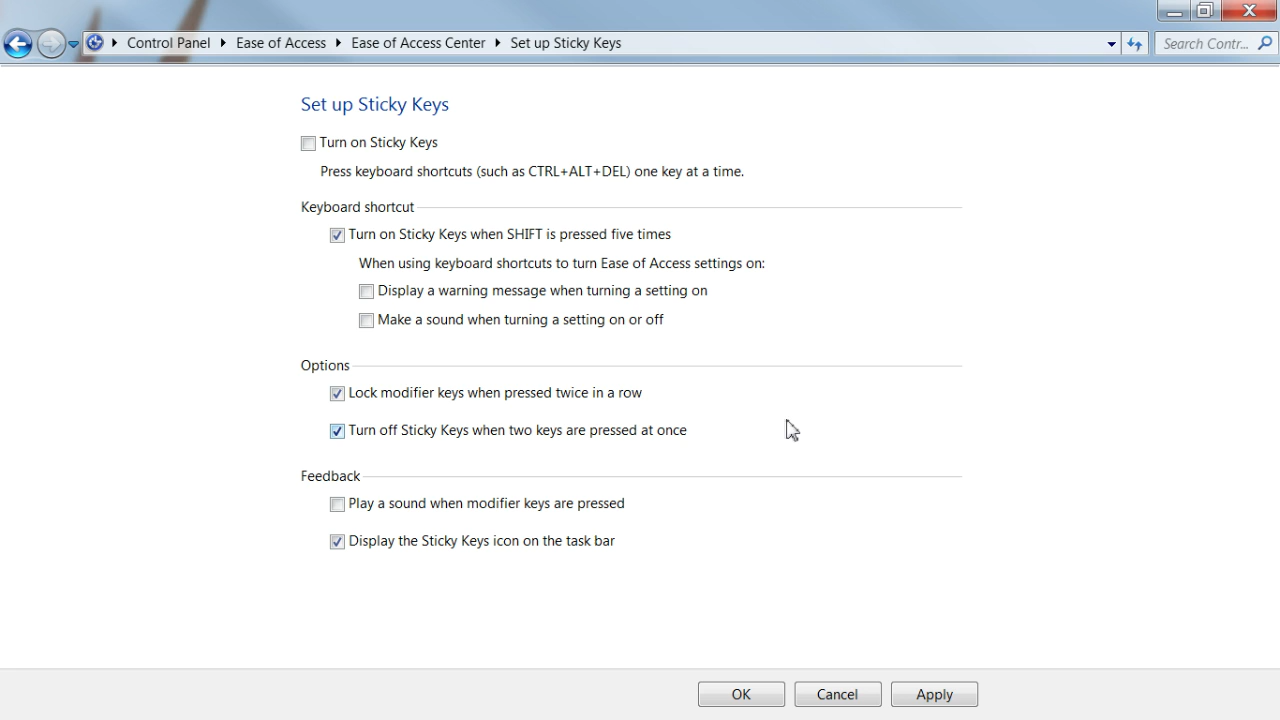 Control Panel Ease of Access Ease of Access Center Set up Sticky Keys Search Contr...
Set up Sticky Keys
Turn on Sticky Keys
Press keyboard shortcuts (such as CTRL+ALT+DEL) one key at a time.
Keyboard shortcut
Turn on Sticky Keys when SHIFT is pressed five times
When using keyboard shortcuts to turn Ease of Access settings on:
Display a warning message when turning a setting on
Make a sound when turning a setting on or off
Options
Lock modifier keys when pressed twice in a row
Turn off Sticky Keys when two keys are pressed at once
Feedback
Play a sound when modifier keys are pressed
Display the Sticky Keys icon on the task bar
OK Cancel Apply